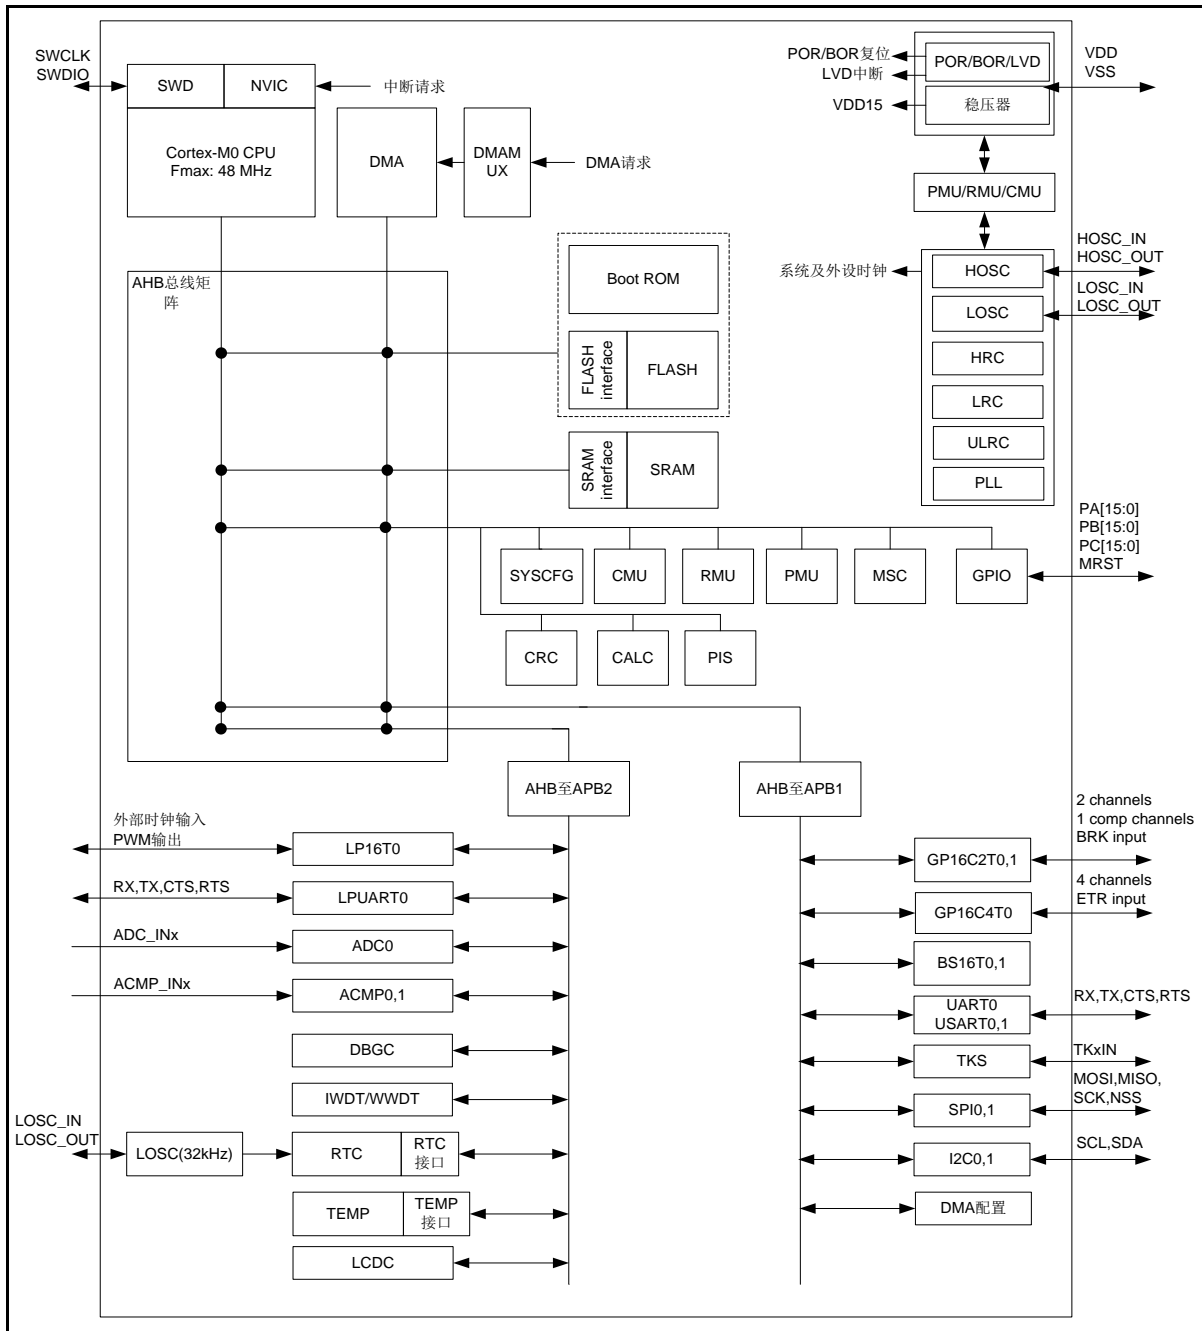 SWCLK
SWDIO
SWD
NVIC
中断请求
Cortex-M0 CPU
Fmax: 48 MHz
DMA
DMAM
UX
DMA请求
POR/BOR复位
LVD中断
VDD15
POR/BOR/LVD
稳压器
VDD
VSS
PMU/RMU/CMU
系统及外设时钟
HOSC
LOSC
HRC
LRC
ULRC
PLL
HOSC_IN
HOSC_OUT
LOSC_IN
LOSC_OUT
AHB总线矩
阵
Boot ROM
FLASH
interface
FLASH
SRAM
interface
SRAM
SYSCFG
CMU
RMU
PMU
MSC
GPIO
PA[15:0]
PB[15:0]
PC[15:0]
MRST
CRC
CALC
PIS
AHB至APB2
AHB至APB1
外部时钟输入
PWM输出
LP16T0
RX,TX,CTS,RTS
LPUART0
ADC_INx
ADC0
ACMP_INx
ACMP0,1
DBGC
IWDT/WWDT
LOSC_IN
LOSC_OUT
LOSC(32kHz)
RTC
RTC
接口
TEMP
TEMP
接口
LCDC
2 channels
1 comp channels
BRK input
GP16C2T0,1
4 channels
ETR input
GP16C4T0
BS16T0,1
UART0
USART0,1
RX,TX,CTS,RTS
TKS
TKxIN
MOSI,MISO,
SCK,NSS
SPI0,1
I2C0,1
SCL,SDA
DMA配置